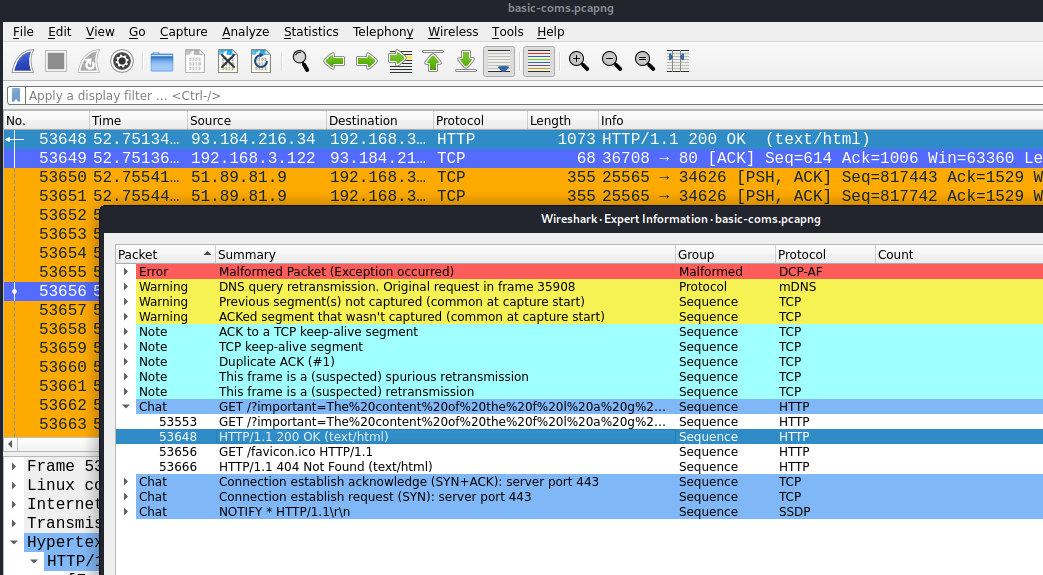 basic-coms.pcapng
File Edit View Go Capture Analyze Statistics Telephony Wireless Tools Help
Apply a display filter … <Ctrl-/>
No. Time Source Destination Protocol Length Info
53648 52.75134… 93.184.216.34 192.168.3… HTTP 1073 HTTP/1.1 200 OK (text/html)
53649 52.75136… 192.168.3.122 93.184.21… TCP 68 36708 → 80 [ACK] Seq=614 Ack=1006 Win=63360 Le
53650 52.75541… 51.89.81.9 192.168.3… TCP 355 25565 → 34626 [PSH, ACK] Seq=817443 Ack=1529 W
53651 52.75544… 51.89.81.9 192.168.3… TCP 355 25565 → 34626 [PSH, ACK] Seq=817742 Ack=1529 W
53652 5
53653 5
53654 5
53655 5
53656 5
53657 5
53658 5
53659 5
53660 5
53661 5
53662 5
53663 5
Frame 53
Linux co
Internet
Transmis
Hypertex
HTTP/1
Wireshark · Expert Information · basic-coms.pcapng
Packet Summary Group Protocol Count
Error Malformed Packet (Exception occurred) Malformed DCP-AF
Warning DNS query retransmission. Original request in frame 35908 Protocol mDNS
Warning Previous segment(s) not captured (common at capture start) Sequence TCP
Warning ACKed segment that wasn't captured (common at capture start) Sequence TCP
Note ACK to a TCP keep-alive segment Sequence TCP
Note TCP keep-alive segment Sequence TCP
Note Duplicate ACK (#1) Sequence TCP
Note This frame is a (suspected) spurious retransmission Sequence TCP
Note This frame is a (suspected) retransmission Sequence TCP
Chat GET /?important=The%20content%20of%20the%20f%20l%20a%20g%2… Sequence HTTP
53553 GET /?important=The%20content%20of%20the%20f%20l%20a%20g%2… Sequence HTTP
53648 HTTP/1.1 200 OK (text/html) Sequence HTTP
53656 GET /favicon.ico HTTP/1.1 Sequence HTTP
53666 HTTP/1.1 404 Not Found (text/html) Sequence HTTP
Chat Connection establish acknowledge (SYN+ACK): server port 443 Sequence TCP
Chat Connection establish request (SYN): server port 443 Sequence TCP
Chat NOTIFY * HTTP/1.1\r\n Sequence SSDP